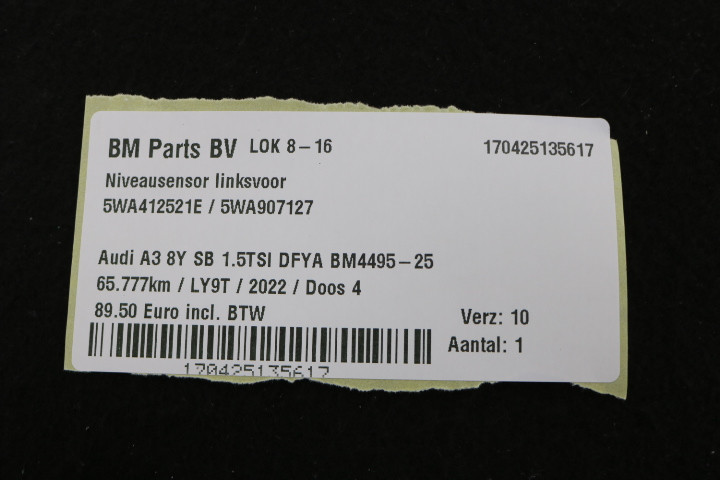 BM Parts BV LOK 8-16 170425135617
Niveausensor linksvoor
5WA412521E / 5WA907127
Audi A3 8Y SB 1.5TSI DFYA BM4495-25
65.777km / LY9T / 2022 / Doos 4
89.50 Euro incl. BTW
Verz: 10
Aantal: 1
170425135617